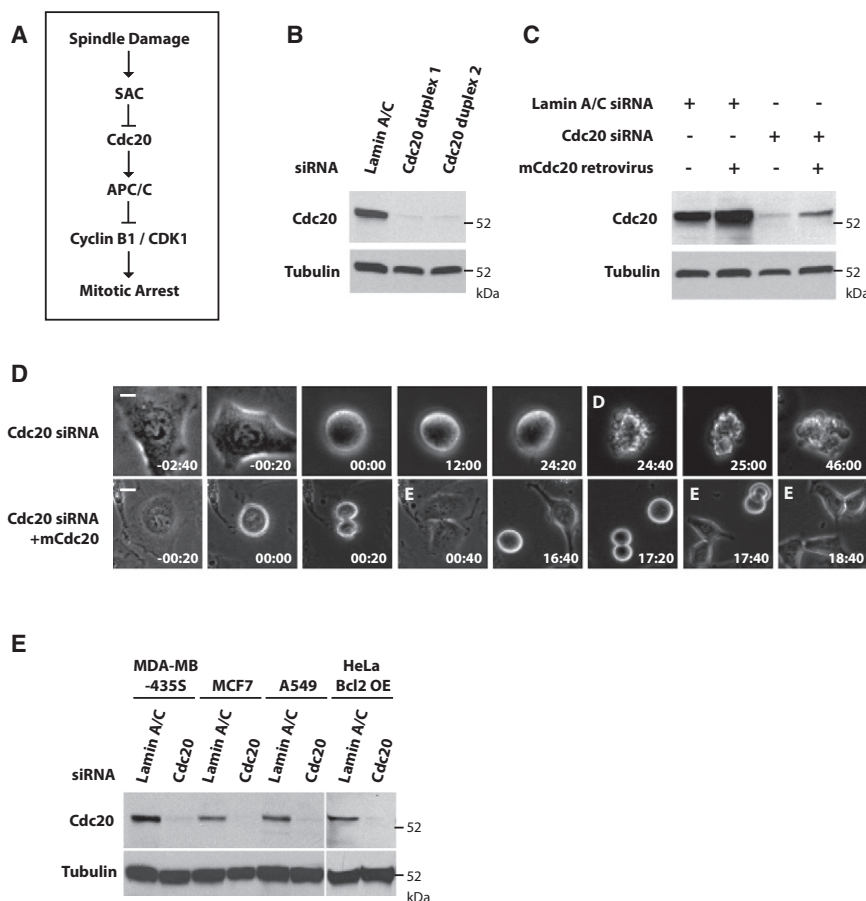 A
Spindle Damage
SAC
Cdc20
APC/C
Cyclin B1 / CDK1
Mitotic Arrest
B
siRNA
Lamin A/C
Cdc20 duplex 1
Cdc20 duplex 2
Cdc20
52
Tubulin
52
kDa
C
Lamin A/C siRNA + + - -
Cdc20 siRNA - - + +
mCdc20 retrovirus - + - +
Cdc20
52
Tubulin
52
kDa
D
Cdc20 siRNA
-02:40
-00:20
00:00
12:00
24:20
D
24:40
25:00
46:00
Cdc20 siRNA
+mCdc20
-00:20
00:00
00:20
E
00:40
16:40
17:20
E
17:40
E
18:40
E
MDA-MB
-435S
MCF7
A549
HeLa
Bcl2 OE
siRNA
Lamin A/C
Cdc20
Lamin A/C
Cdc20
Lamin A/C
Cdc20
Lamin A/C
Cdc20
Cdc20
52
Tubulin
52
kDa